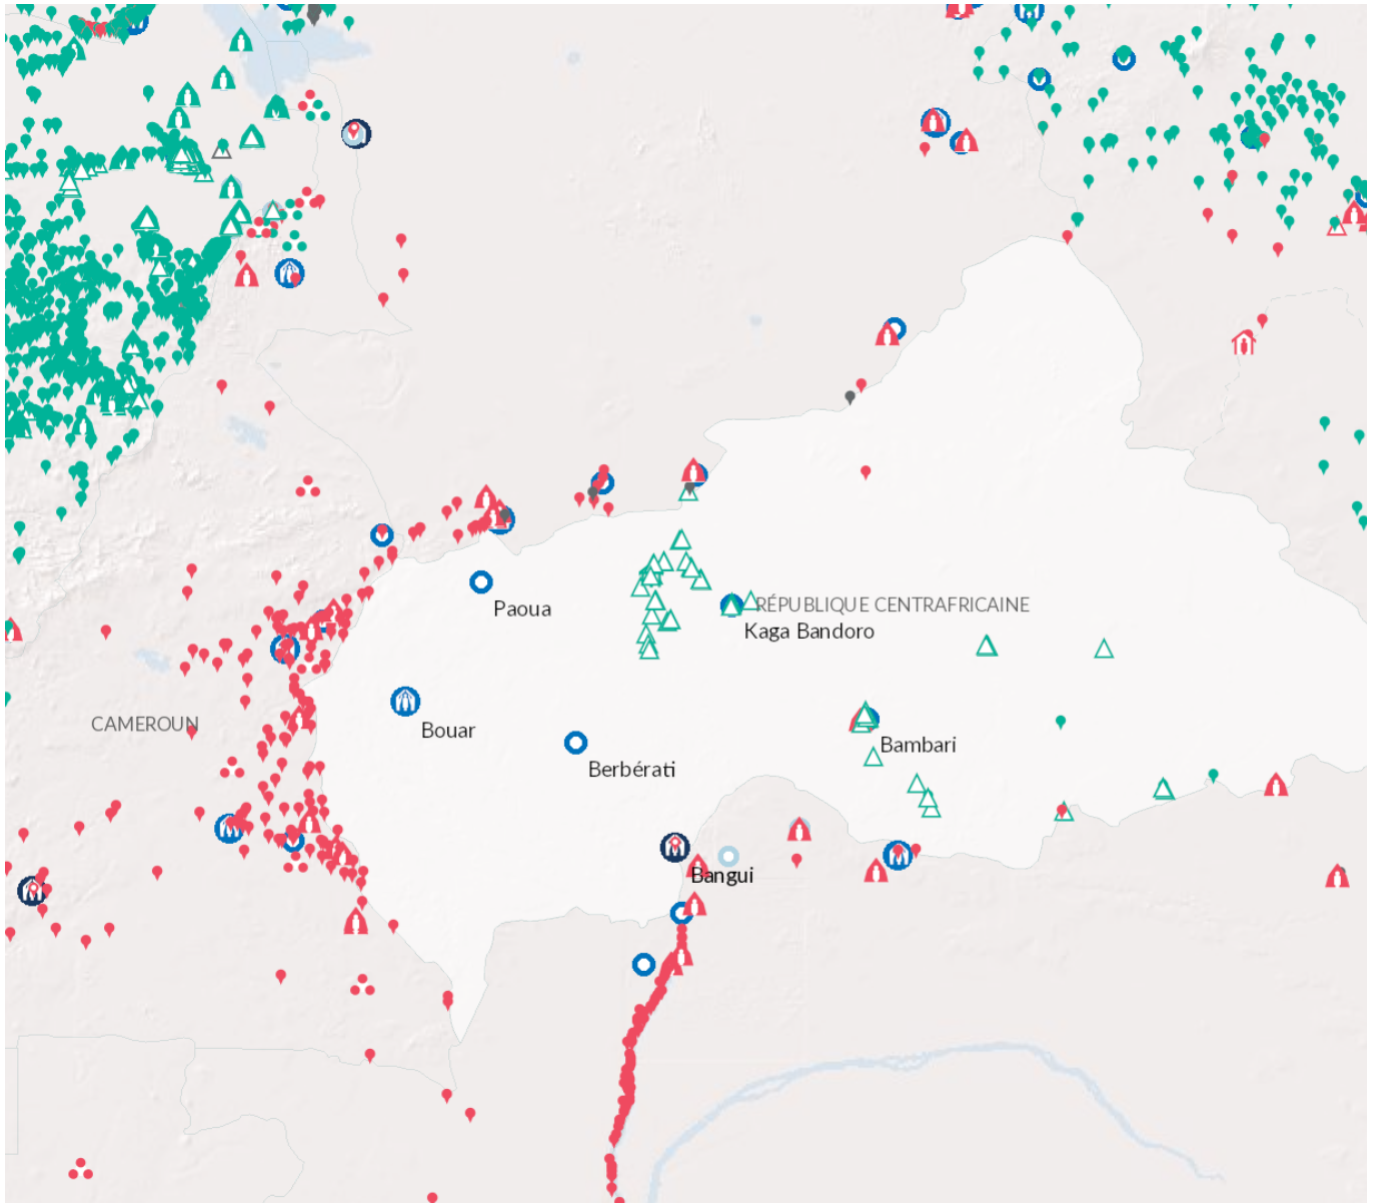 RÉPUBLIQUE CENTRAFRICAINE
Paoua
Kaga Bandoro
CAMEROUN
Bouar
Bambari
Berbérati
Bangui